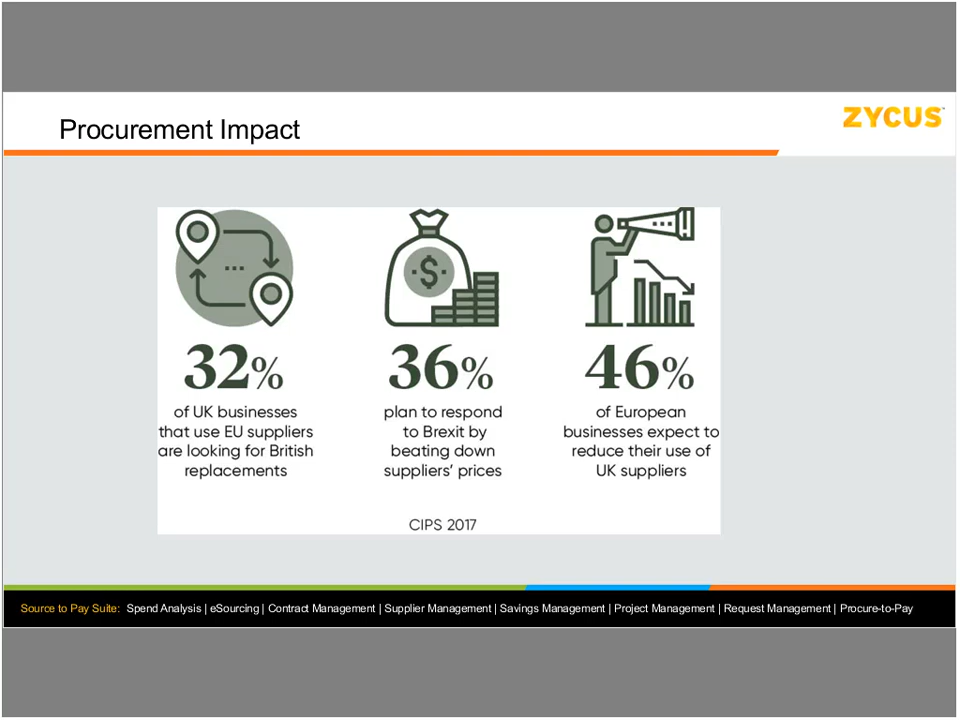 Procurement Impact
ZYCUS™
32%
of UK businesses
that use EU suppliers
are looking for British
replacements
36%
plan to respond
to Brexit by
beating down
suppliers' prices
46%
of European
businesses expect to
reduce their use of
UK suppliers
CIPS 2017
Source to Pay Suite: Spend Analysis | eSourcing | Contract Management | Supplier Management | Savings Management | Project Management | Request Management | Procure-to-Pay